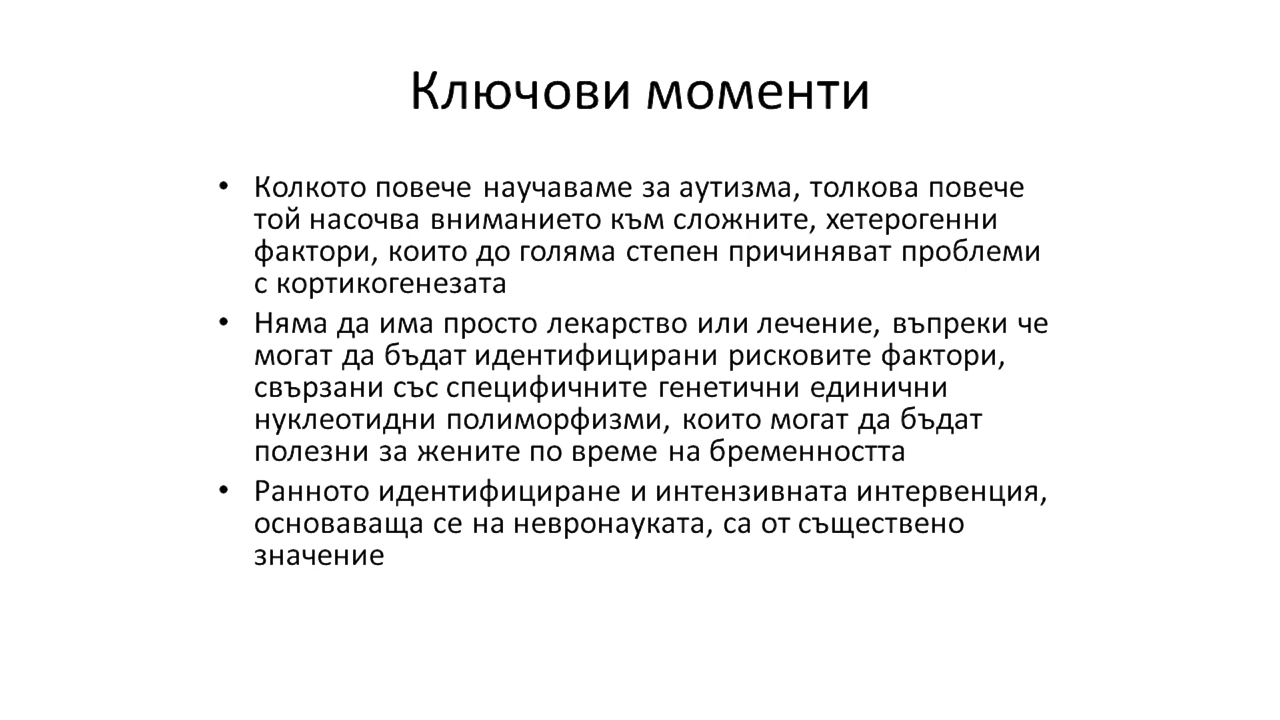 Ключови моменти
• Колкото повече научаваме за аутизма, толкова повече
той насочва вниманието към сложните, хетерогенни
фактори, които до голяма степен причиняват проблеми
с кортикогенезата
• Няма да има просто лекарство или лечение, въпреки че
могат да бъдат идентифицирани рисковите фактори,
свързани със специфичните генетични единични
нуклеотидни полиморфизми, които могат да бъдат
полезни за жените по време на бременността
• Ранното идентифициране и интензивната интервенция,
основаваща се на невронауката, са от съществено
значение